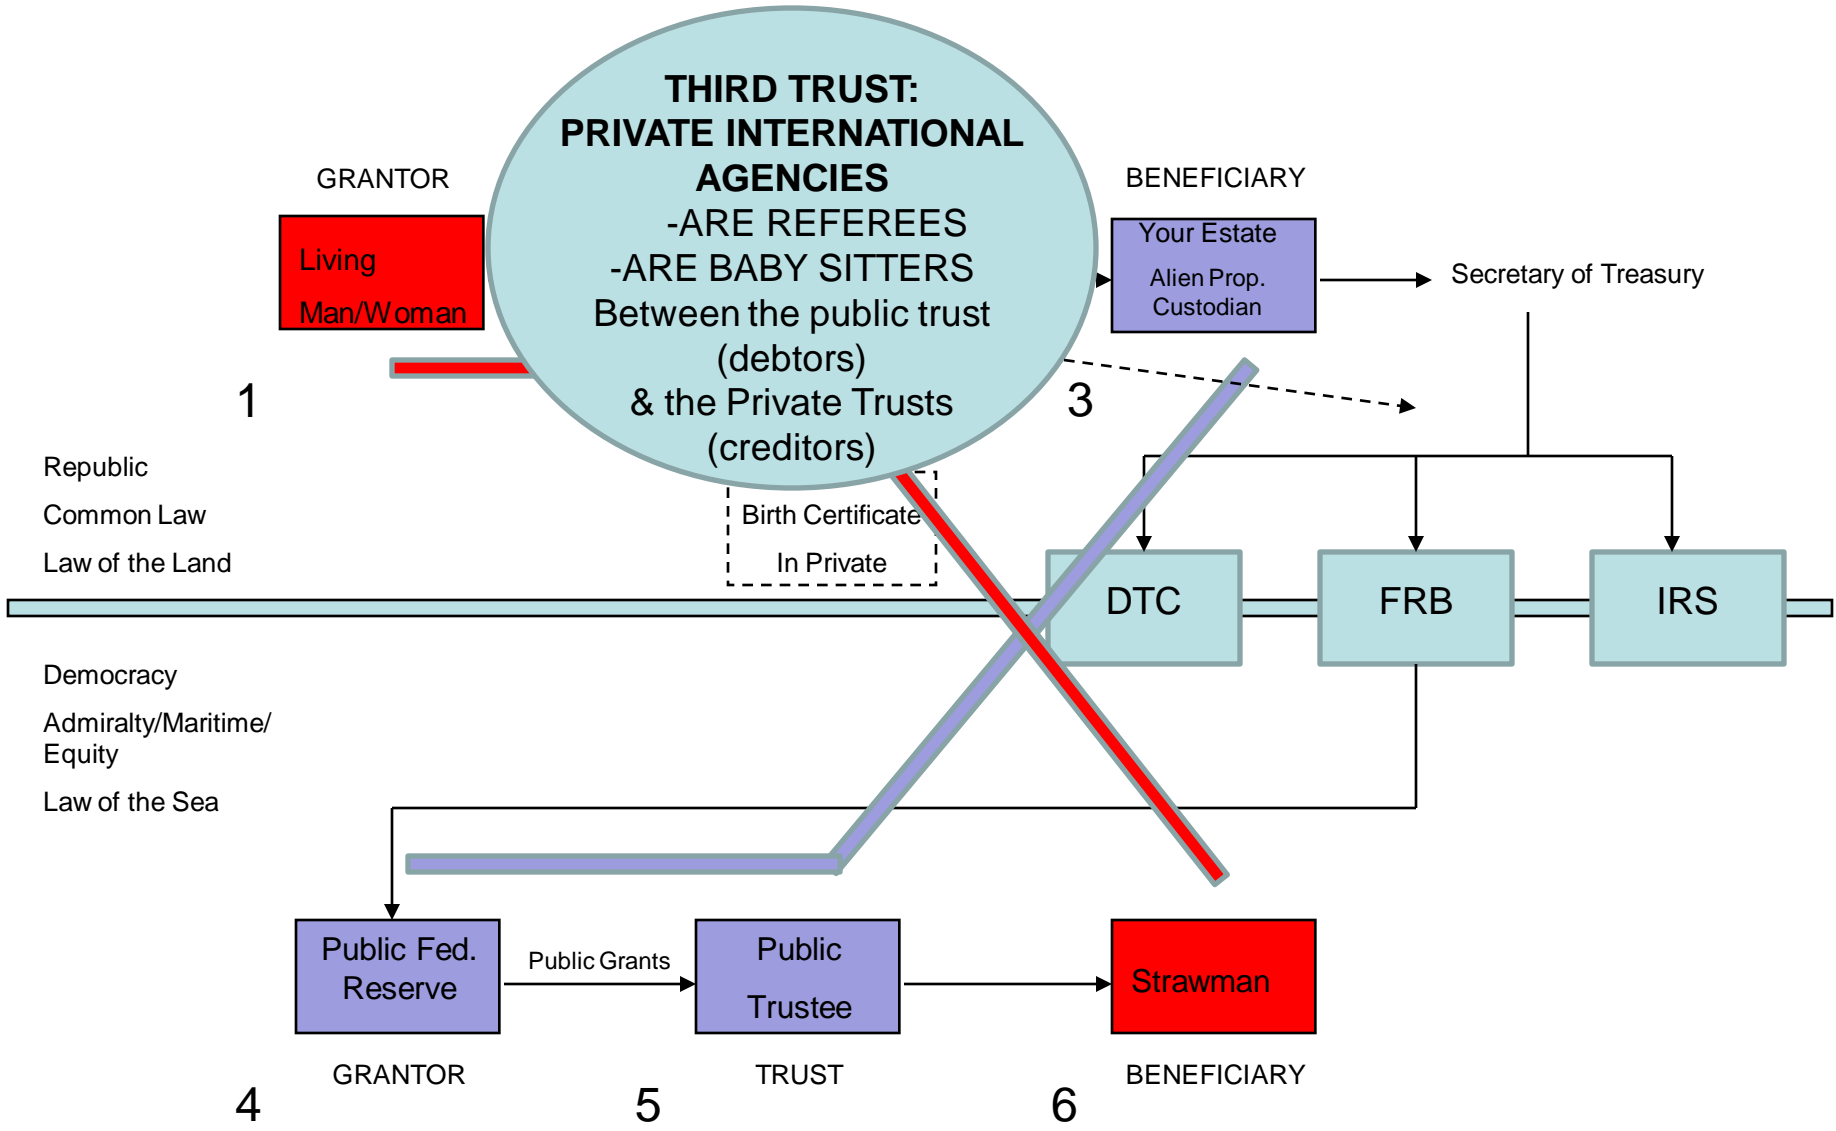 THIRD TRUST:
PRIVATE INTERNATIONAL
AGENCIES
-ARE REFEREES
-ARE BABY SITTERS
Between the public trust
(debtors)
& the Private Trusts
(creditors)
GRANTOR
Living
Man/Woman
1
BENEFICIARY
Your Estate
Alien Prop.
Custodian
Secretary of Treasury
3
Republic
Common Law
Law of the Land
Birth Certificate
In Private
DTC
FRB
IRS
Democracy
Admiralty/Maritime/
Equity
Law of the Sea
Public Fed.
Reserve
Public Grants
Public
Trustee
Strawman
GRANTOR
TRUST
BENEFICIARY
4
5
6